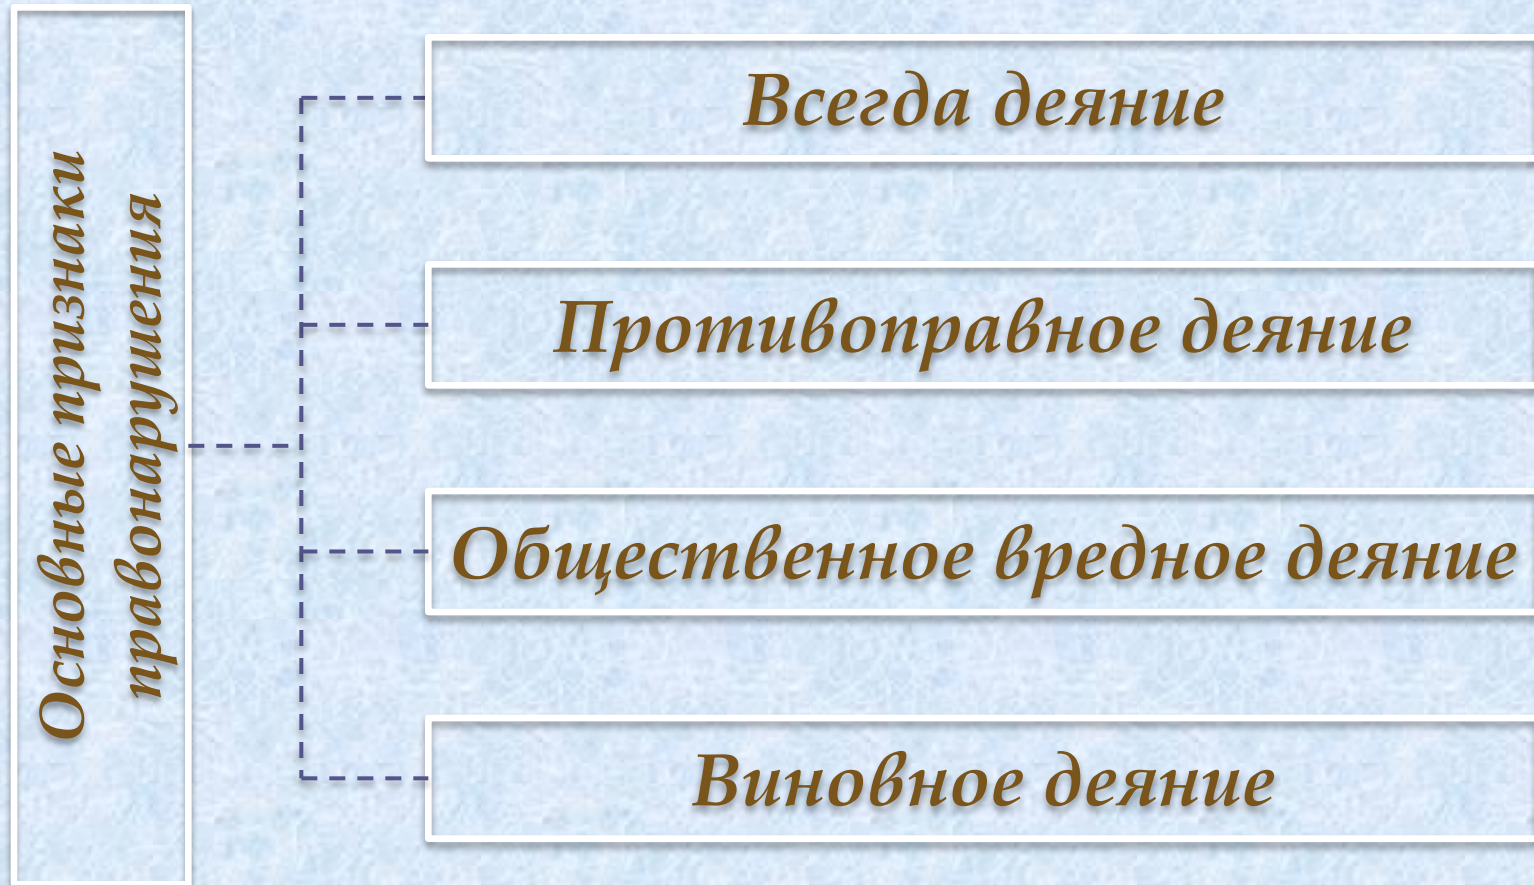 Основные признаки
правонарушения
Всегда деяние
Противоправное деяние
Общественное вредное деяние
Виновное деяние